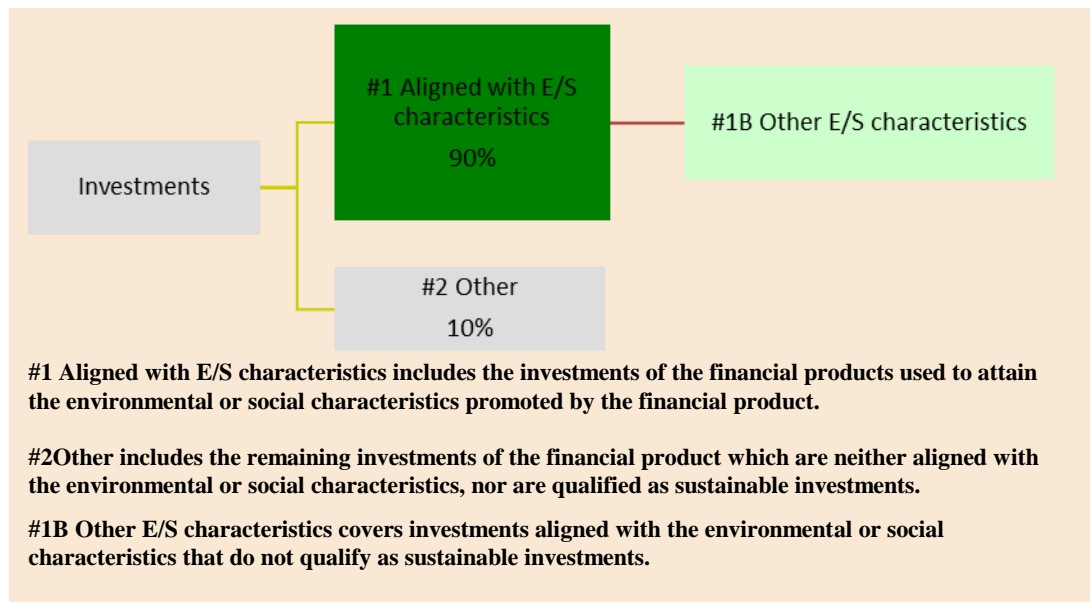 #1 Aligned with E/S
characteristics
90%
#1B Other E/S characteristics
Investments
#2 Other
10%
#1 Aligned with E/S characteristics includes the investments of the financial products used to attain
the environmental or social characteristics promoted by the financial product.
#2Other includes the remaining investments of the financial product which are neither aligned with
the environmental or social characteristics, nor are qualified as sustainable investments.
#1B Other E/S characteristics covers investments aligned with the environmental or social
characteristics that do not qualify as sustainable investments.